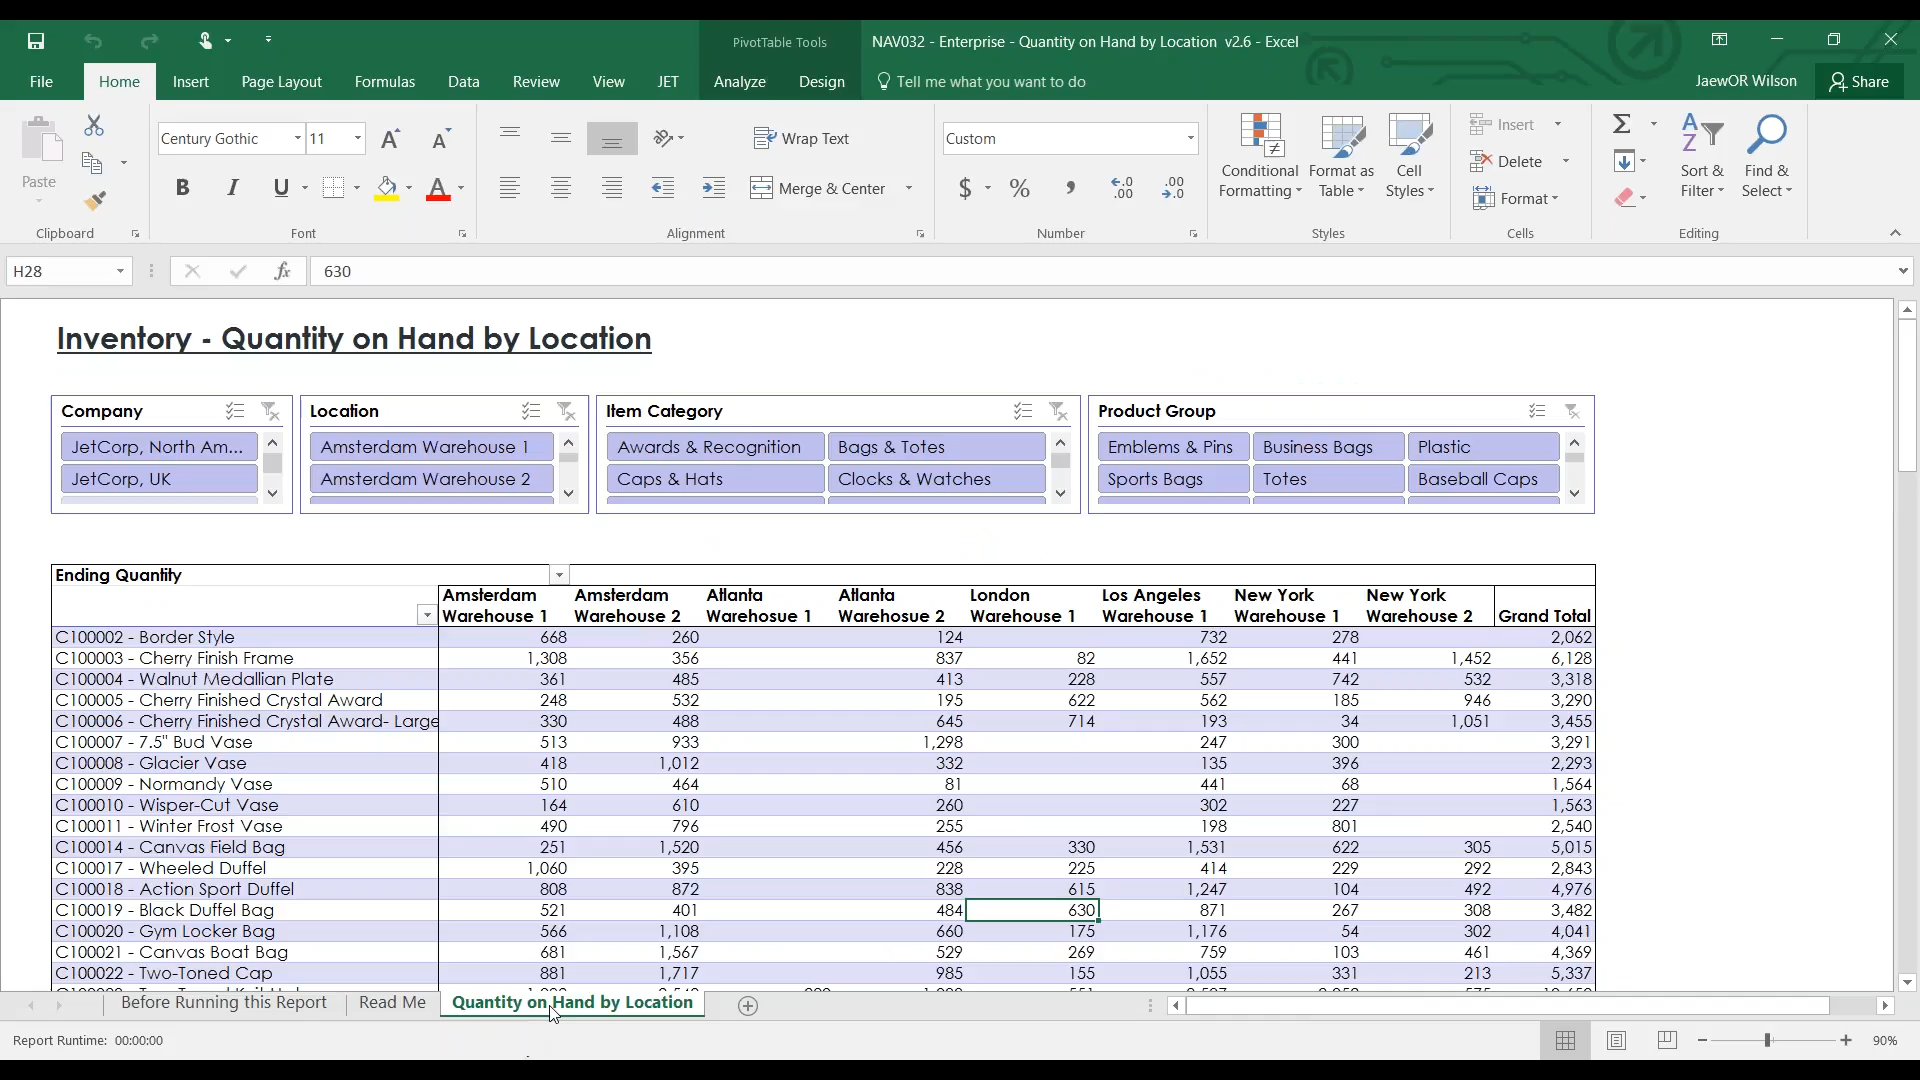 PivotTable Tools
NAV032 - Enterprise - Quantity on Hand by Location v2.6 - Excel
File Home Insert Page Layout Formulas Data Review View JET Analyze Design Tell me what you want to do JaewOR Wilson Share
Paste
Clipboard
Century Gothic 11
B I U A
Font
Wrap Text
Merge & Center
Alignment
Custom
$ % , .0 .00 .00 .0
Number
Conditional Formatting
Format as Table
Cell Styles
Styles
Insert
Delete
Format
Cells
Sort & Filter
Find & Select
Editing
H28 fx 630
Inventory - Quantity on Hand by Location
Company
JetCorp, North Am...
JetCorp, UK
Location
Amsterdam Warehouse 1
Amsterdam Warehouse 2
Item Category
Awards & Recognition Bags & Totes
Caps & Hats Clocks & Watches
Product Group
Emblems & Pins Business Bags Plastic
Sports Bags Totes Baseball Caps
Ending Quantity
Amsterdam Amsterdam Atlanta Atlanta London Los Angeles New York New York
Warehouse 1 Warehouse 2 Warehosue 1 Warehosue 2 Warehouse 1 Warehouse 1 Warehouse 1 Warehouse 2 Grand Total
C100002 - Border Style 668 260 124 732 278 2,062
C100003 - Cherry Finish Frame 1,308 356 837 82 1,652 441 1,452 6,128
C100004 - Walnut Medallian Plate 361 485 413 228 557 742 532 3,318
C100005 - Cherry Finished Crystal Award 248 532 195 622 562 185 946 3,290
C100006 - Cherry Finished Crystal Award- Large 330 488 645 714 193 34 1,051 3,455
C100007 - 7.5" Bud Vase 513 933 1,298 247 300 3,291
C100008 - Glacier Vase 418 1,012 332 135 396 2,293
C100009 - Normandy Vase 510 464 81 441 68 1,564
C100010 - Wisper-Cut Vase 164 610 260 302 227 1,563
C100011 - Winter Frost Vase 490 796 255 198 801 2,540
C100014 - Canvas Field Bag 251 1,520 456 330 1,531 622 305 5,015
C100017 - Wheeled Duffel 1,060 395 228 225 414 229 292 2,843
C100018 - Action Sport Duffel 808 872 838 615 1,247 104 492 4,976
C100019 - Black Duffel Bag 521 401 484 630 871 267 308 3,482
C100020 - Gym Locker Bag 566 1,108 660 175 1,176 54 302 4,041
C100021 - Canvas Boat Bag 681 1,567 529 269 759 103 461 4,369
C100022 - Two-Toned Cap 881 1,717 985 155 1,055 331 213 5,337
Before Running this Report Read Me Quantity on Hand by Location
Report Runtime: 00:00:00 90%